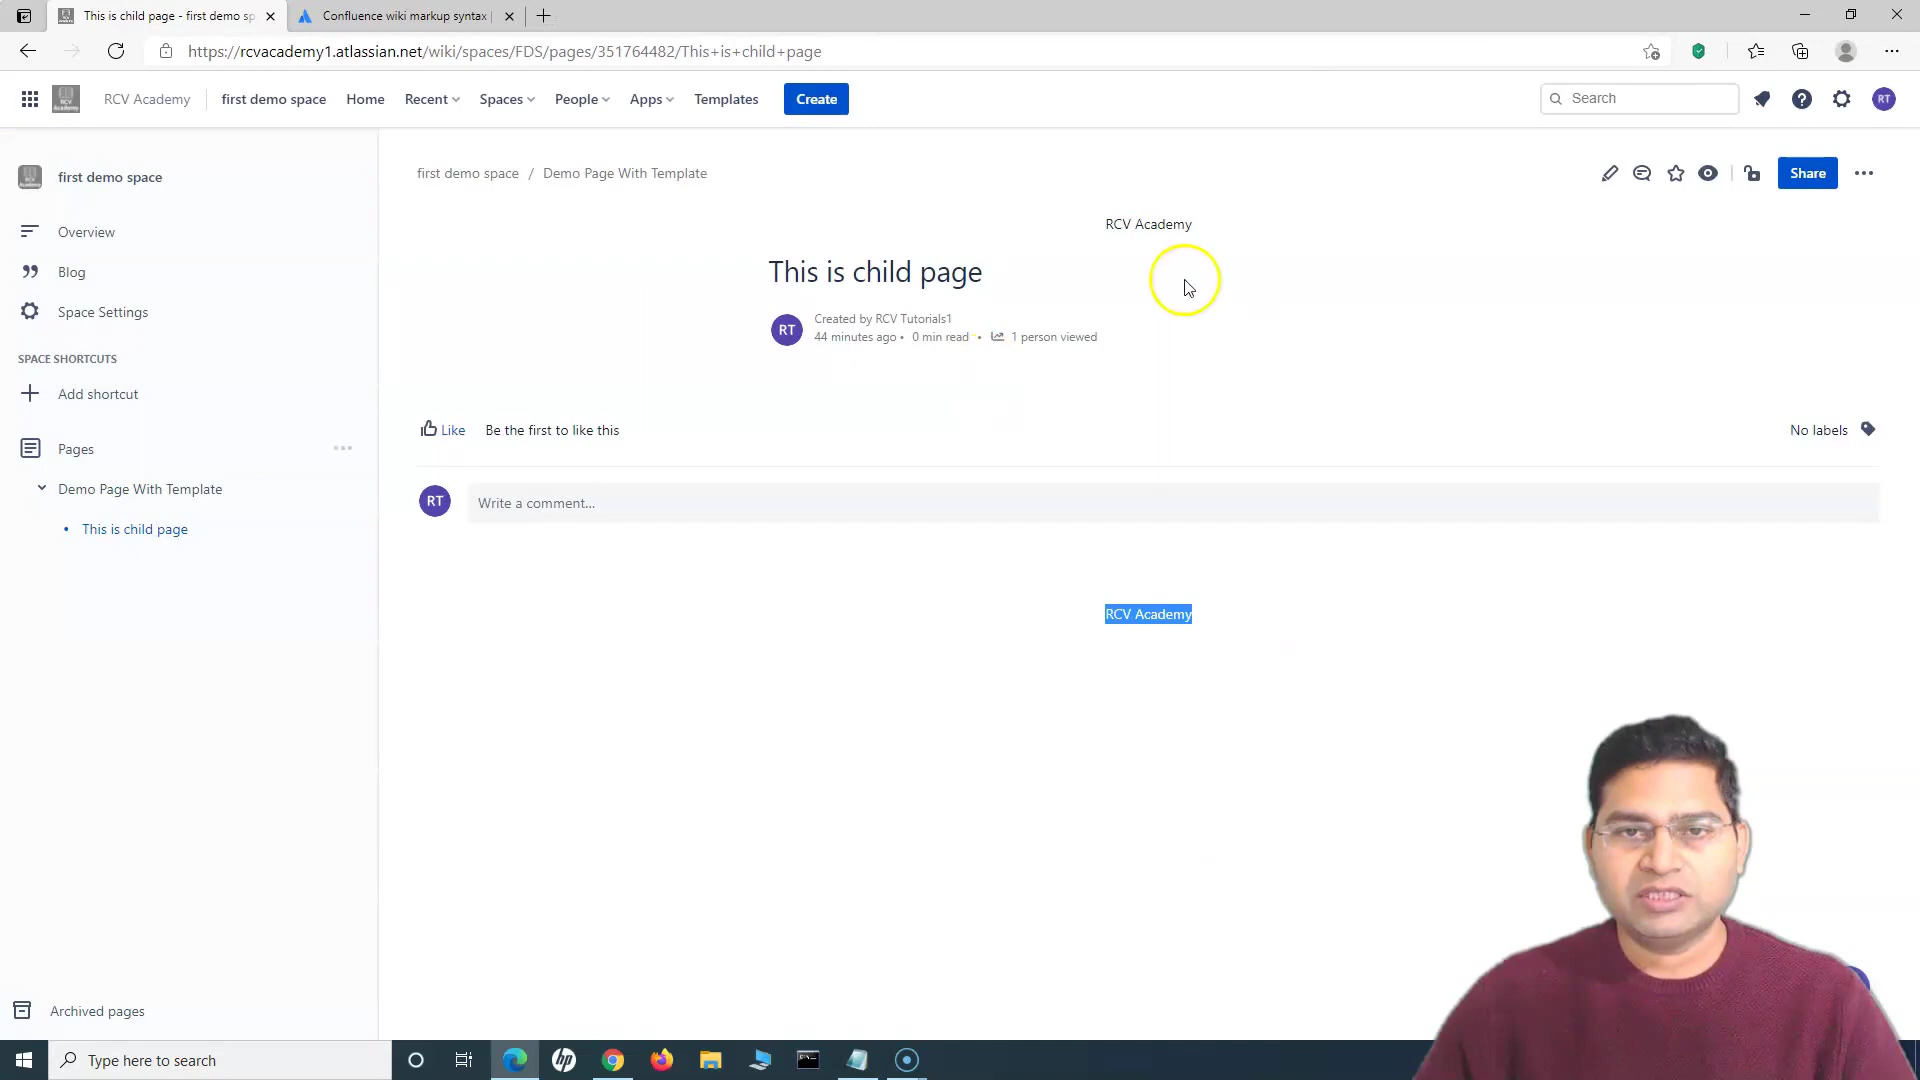 This is child page - first demo sp
Confluence wiki markup syntax
https://rcvacademy1.atlassian.net/wiki/spaces/FDS/pages/351764482/This+is+child+page
RCV Academy
first demo space
Home
Recent
Spaces
People
Apps
Templates
Create
Search
RT
first demo space
Overview
Blog
Space Settings
SPACE SHORTCUTS
Add shortcut
Pages
Demo Page With Template
• This is child page
Archived pages
first demo space / Demo Page With Template
Share
RCV Academy
This is child page
RT
Created by RCV Tutorials1
44 minutes ago • 0 min read • 1 person viewed
Like
Be the first to like this
No labels
RT
Write a comment...
RCV Academy
Type here to search
hp